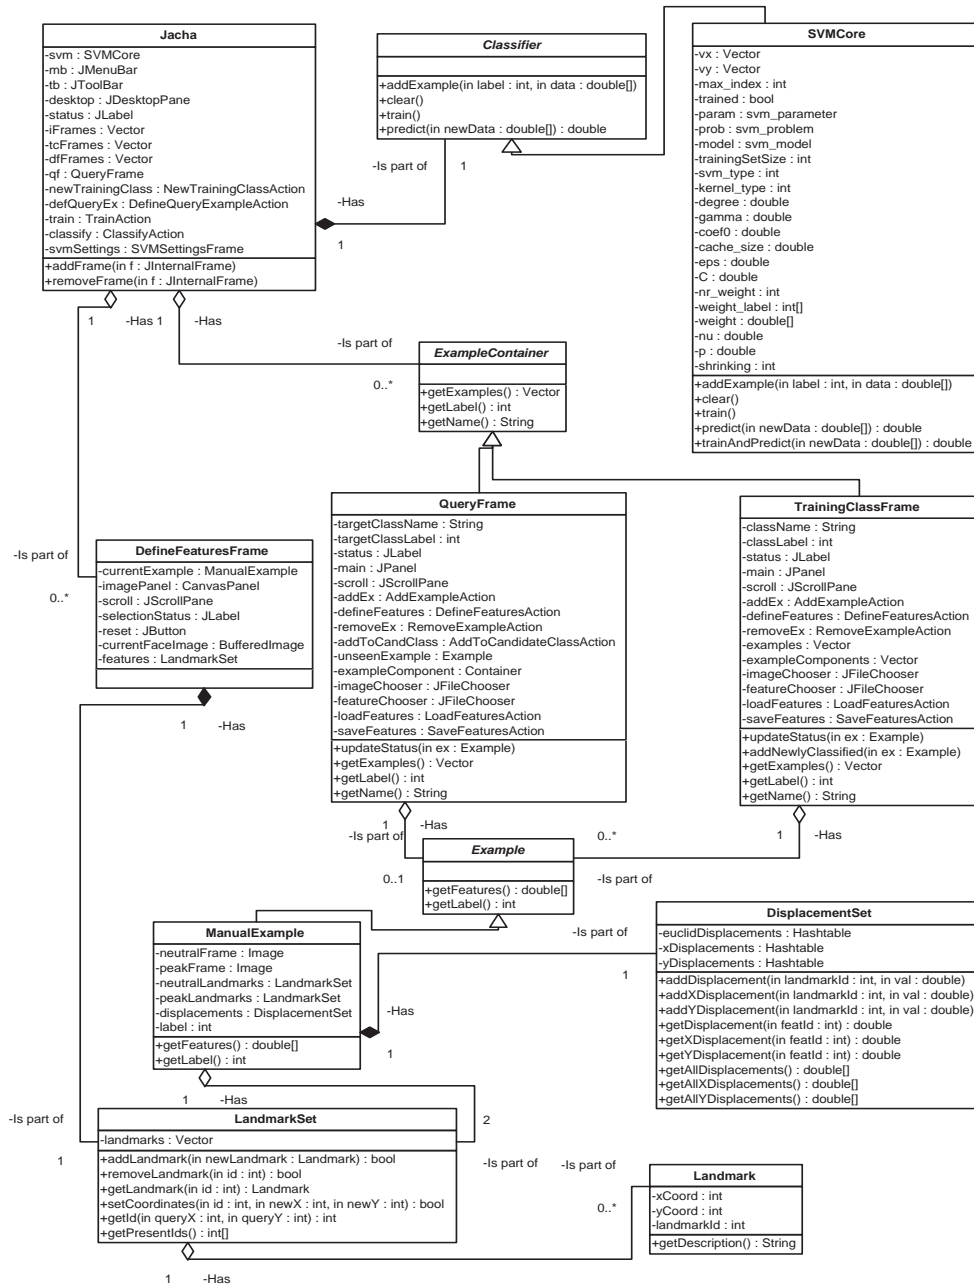 Jacha
-svm : SVMCore
-mb : JMenuBar
-tb : JToolBar
-desktop : JDesktopPane
-status : JLabel
-iFrames : Vector
-tcFrames : Vector
-dfFrames : Vector
-qf : QueryFrame
-newTrainingClass : NewTrainingClassAction
-defQueryEx : DefineQueryExampleAction
-train : TrainAction
-classify : ClassifyAction
-svmSettings : SVMSettingsFrame
+addFrame(in f : JInternalFrame)
+removeFrame(in f : JInternalFrame)
Classifier
+addExample(in label : int, in data : double[])
+clear()
+train()
+predict(in newData : double[]) : double
-Is part of
1
-Has
1
SVMCore
-vx : Vector
-vy : Vector
-max_index : int
-trained : bool
-param : svm_parameter
-prob : svm_problem
-model : svm_model
-trainingSetSize : int
-svm_type : int
-kernel_type : int
-degree : double
-gamma : double
-coef0 : double
-cache_size : double
-eps : double
-C : double
-nr_weight : int
-weight_label : int[]
-weight : double[]
-nu : double
-p : double
-shrinking : int
+addExample(in label : int, in data : double[])
+clear()
+train()
+predict(in newData : double[]) : double
+trainAndPredict(in newData : double[]) : double
1
-Has
1
-Has
-Is part of
0..*
ExampleContainer
+getExamples() : Vector
+getLabel() : int
+getName() : String
QueryFrame
-targetClassName : String
-targetClassLabel : int
-status : JLabel
-main : JPanel
-scroll : JScrollPane
-addEx : AddExampleAction
-defineFeatures : DefineFeaturesAction
-removeEx : RemoveExampleAction
-addToCandClass : AddToCandidateClassAction
-unseenExample : Example
-exampleComponent : Container
-imageChooser : JFileChooser
-featureChooser : JFileChooser
-loadFeatures : LoadFeaturesAction
-saveFeatures : SaveFeaturesAction
+updateStatus(in ex : Example)
+getExamples() : Vector
+getLabel() : int
+getName() : String
TrainingClassFrame
-className : String
-classLabel : int
-status : JLabel
-main : JPanel
-scroll : JScrollPane
-addEx : AddExampleAction
-defineFeatures : DefineFeaturesAction
-removeEx : RemoveExampleAction
-examples : Vector
-exampleComponents : Vector
-imageChooser : JFileChooser
-featureChooser : JFileChooser
-loadFeatures : LoadFeaturesAction
-saveFeatures : SaveFeaturesAction
+updateStatus(in ex : Example)
+addNewlyClassified(in ex : Example)
+getExamples() : Vector
+getLabel() : int
+getName() : String
-Is part of
0..*
DefineFeaturesFrame
-currentExample : ManualExample
-imagePanel : CanvasPanel
-scroll : JScrollPane
-selectionStatus : JLabel
-reset : JButton
-currentFaceImage : BufferedImage
-features : LandmarkSet
1
-Has
1
-Has
-Is part of
0..1
0..*
-Is part of
1
-Has
Example
+getFeatures() : double[]
+getLabel() : int
ManualExample
-neutralFrame : Image
-peakFrame : Image
-neutralLandmarks : LandmarkSet
-peakLandmarks : LandmarkSet
-displacements : DisplacementSet
-label : int
+getFeatures() : double[]
+getLabel() : int
-Has
1
-Is part of
1
DisplacementSet
-euclidDisplacements : Hashtable
-xDisplacements : Hashtable
-yDisplacements : Hashtable
+addDisplacement(in landmarkId : int, in val : double)
+addXDisplacement(in landmarkId : int, in val : double)
+addYDisplacement(in landmarkId : int, in val : double)
+getDisplacement(in featId : int) : double
+getXDisplacement(in featId : int) : double
+getYDisplacement(in featId : int) : double
+getAllDisplacements() : double[]
+getAllXDisplacements() : double[]
+getAllYDisplacements() : double[]
1
-Has
2
-Is part of
-Is part of
1
LandmarkSet
-landmarks : Vector
+addLandmark(in newLandmark : Landmark) : bool
+removeLandmark(in id : int) : bool
+getLandmark(in id : int) : Landmark
+setCoordinates(in id : int, in newX : int, in newY : int) : bool
+getId(in queryX : int, in queryY : int) : int
+getPresentIds() : int[]
1
-Has
-Is part of
0..*
Landmark
-xCoord : int
-yCoord : int
-landmarkId : int
+getDescription() : String